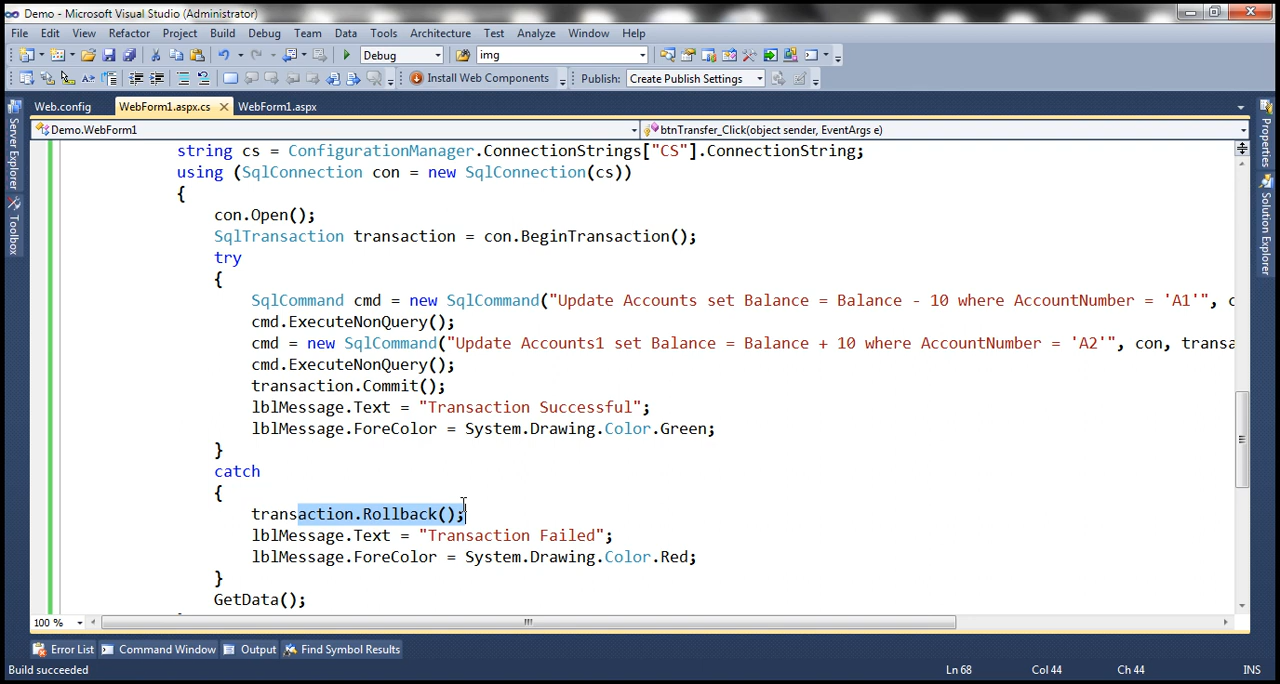 Demo - Microsoft Visual Studio (Administrator)
File Edit View Refactor Project Build Debug Team Data Tools Architecture Test Analyze Window Help
Debug img
Install Web Components Publish: Create Publish Settings
Web.config WebForm1.aspx.cs WebForm1.aspx
Demo.WebForm1 btnTransfer_Click(object sender, EventArgs e)
Server Explorer
Toolbox
Properties
Solution Explorer
string cs = ConfigurationManager.ConnectionStrings["CS"].ConnectionString;
using (SqlConnection con = new SqlConnection(cs))
{
con.Open();
SqlTransaction transaction = con.BeginTransaction();
try
{
SqlCommand cmd = new SqlCommand("Update Accounts set Balance = Balance - 10 where AccountNumber = 'A1'", c
cmd.ExecuteNonQuery();
cmd = new SqlCommand("Update Accounts1 set Balance = Balance + 10 where AccountNumber = 'A2'", con, transa
cmd.ExecuteNonQuery();
transaction.Commit();
lblMessage.Text = "Transaction Successful";
lblMessage.ForeColor = System.Drawing.Color.Green;
}
catch
{
transaction.Rollback();
lblMessage.Text = "Transaction Failed";
lblMessage.ForeColor = System.Drawing.Color.Red;
}
GetData();
100 %
Error List Command Window Output Find Symbol Results
Build succeeded Ln 68 Col 44 Ch 44 INS